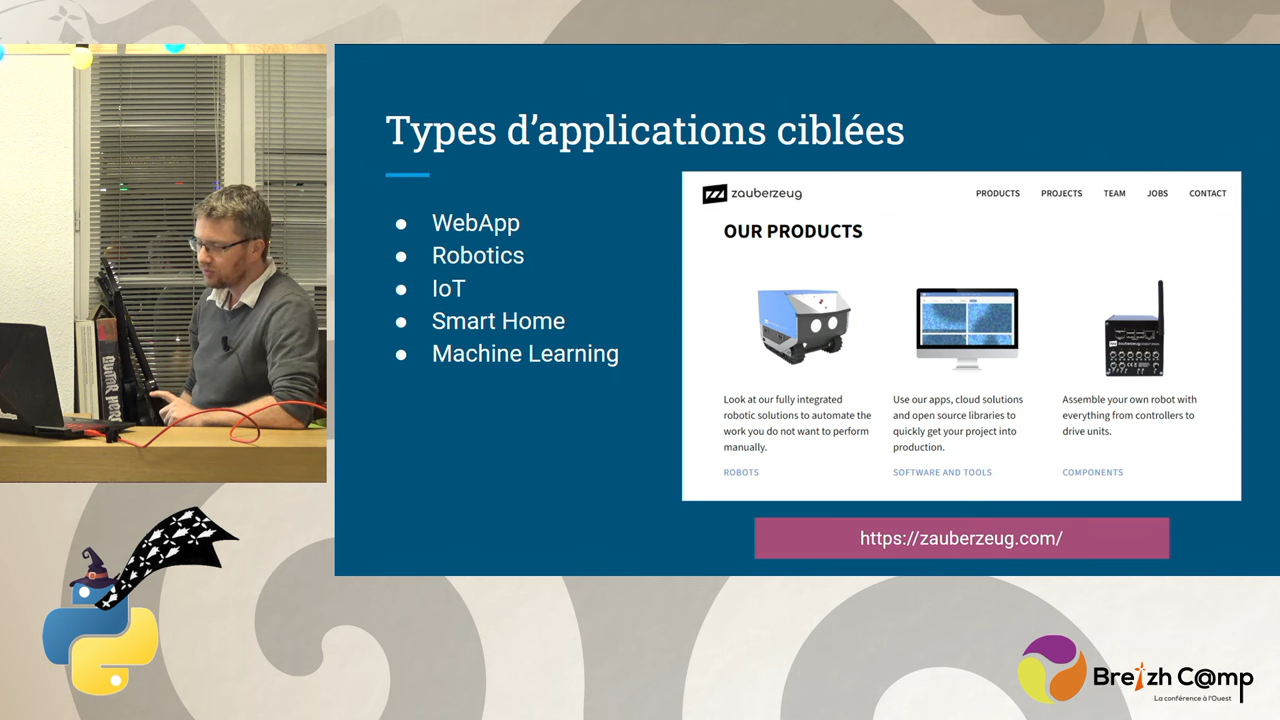 Types d’applications ciblées
● WebApp
● Robotics
● IoT
● Smart Home
● Machine Learning
zauberzeug
PRODUCTS PROJECTS TEAM JOBS CONTACT
OUR PRODUCTS
Look at our fully integrated
robotic solutions to automate the
work you do not want to perform
manually.
ROBOTS
Use our apps, cloud solutions
and open source libraries to
quickly get your project into
production.
SOFTWARE AND TOOLS
Assemble your own robot with
everything from controllers to
drive units.
COMPONENTS
https://zauberzeug.com/
Breizh C@mp
La conférence à l'Ouest